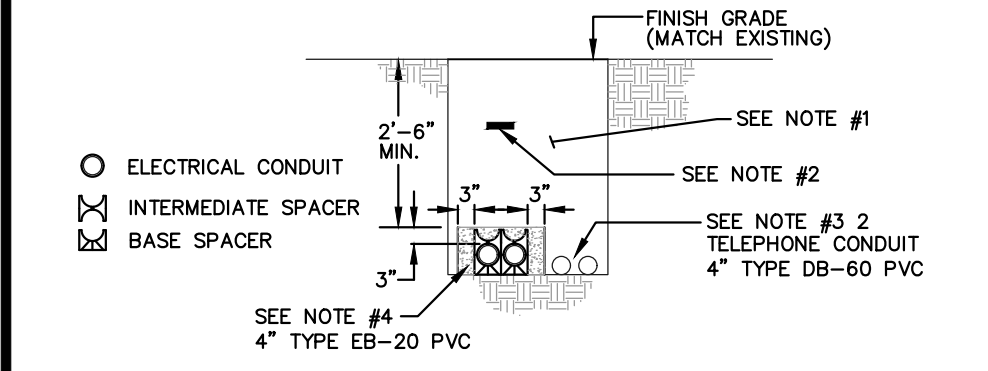 FINISH GRADE
(MATCH EXISTING)
2'-6"
MIN.
SEE NOTE #1
SEE NOTE #2
ELECTRICAL CONDUIT
INTERMEDIATE SPACER
BASE SPACER
3"
3"
3"
SEE NOTE #3 2
TELEPHONE CONDUIT
4" TYPE DB-60 PVC
SEE NOTE #4
4" TYPE EB-20 PVC